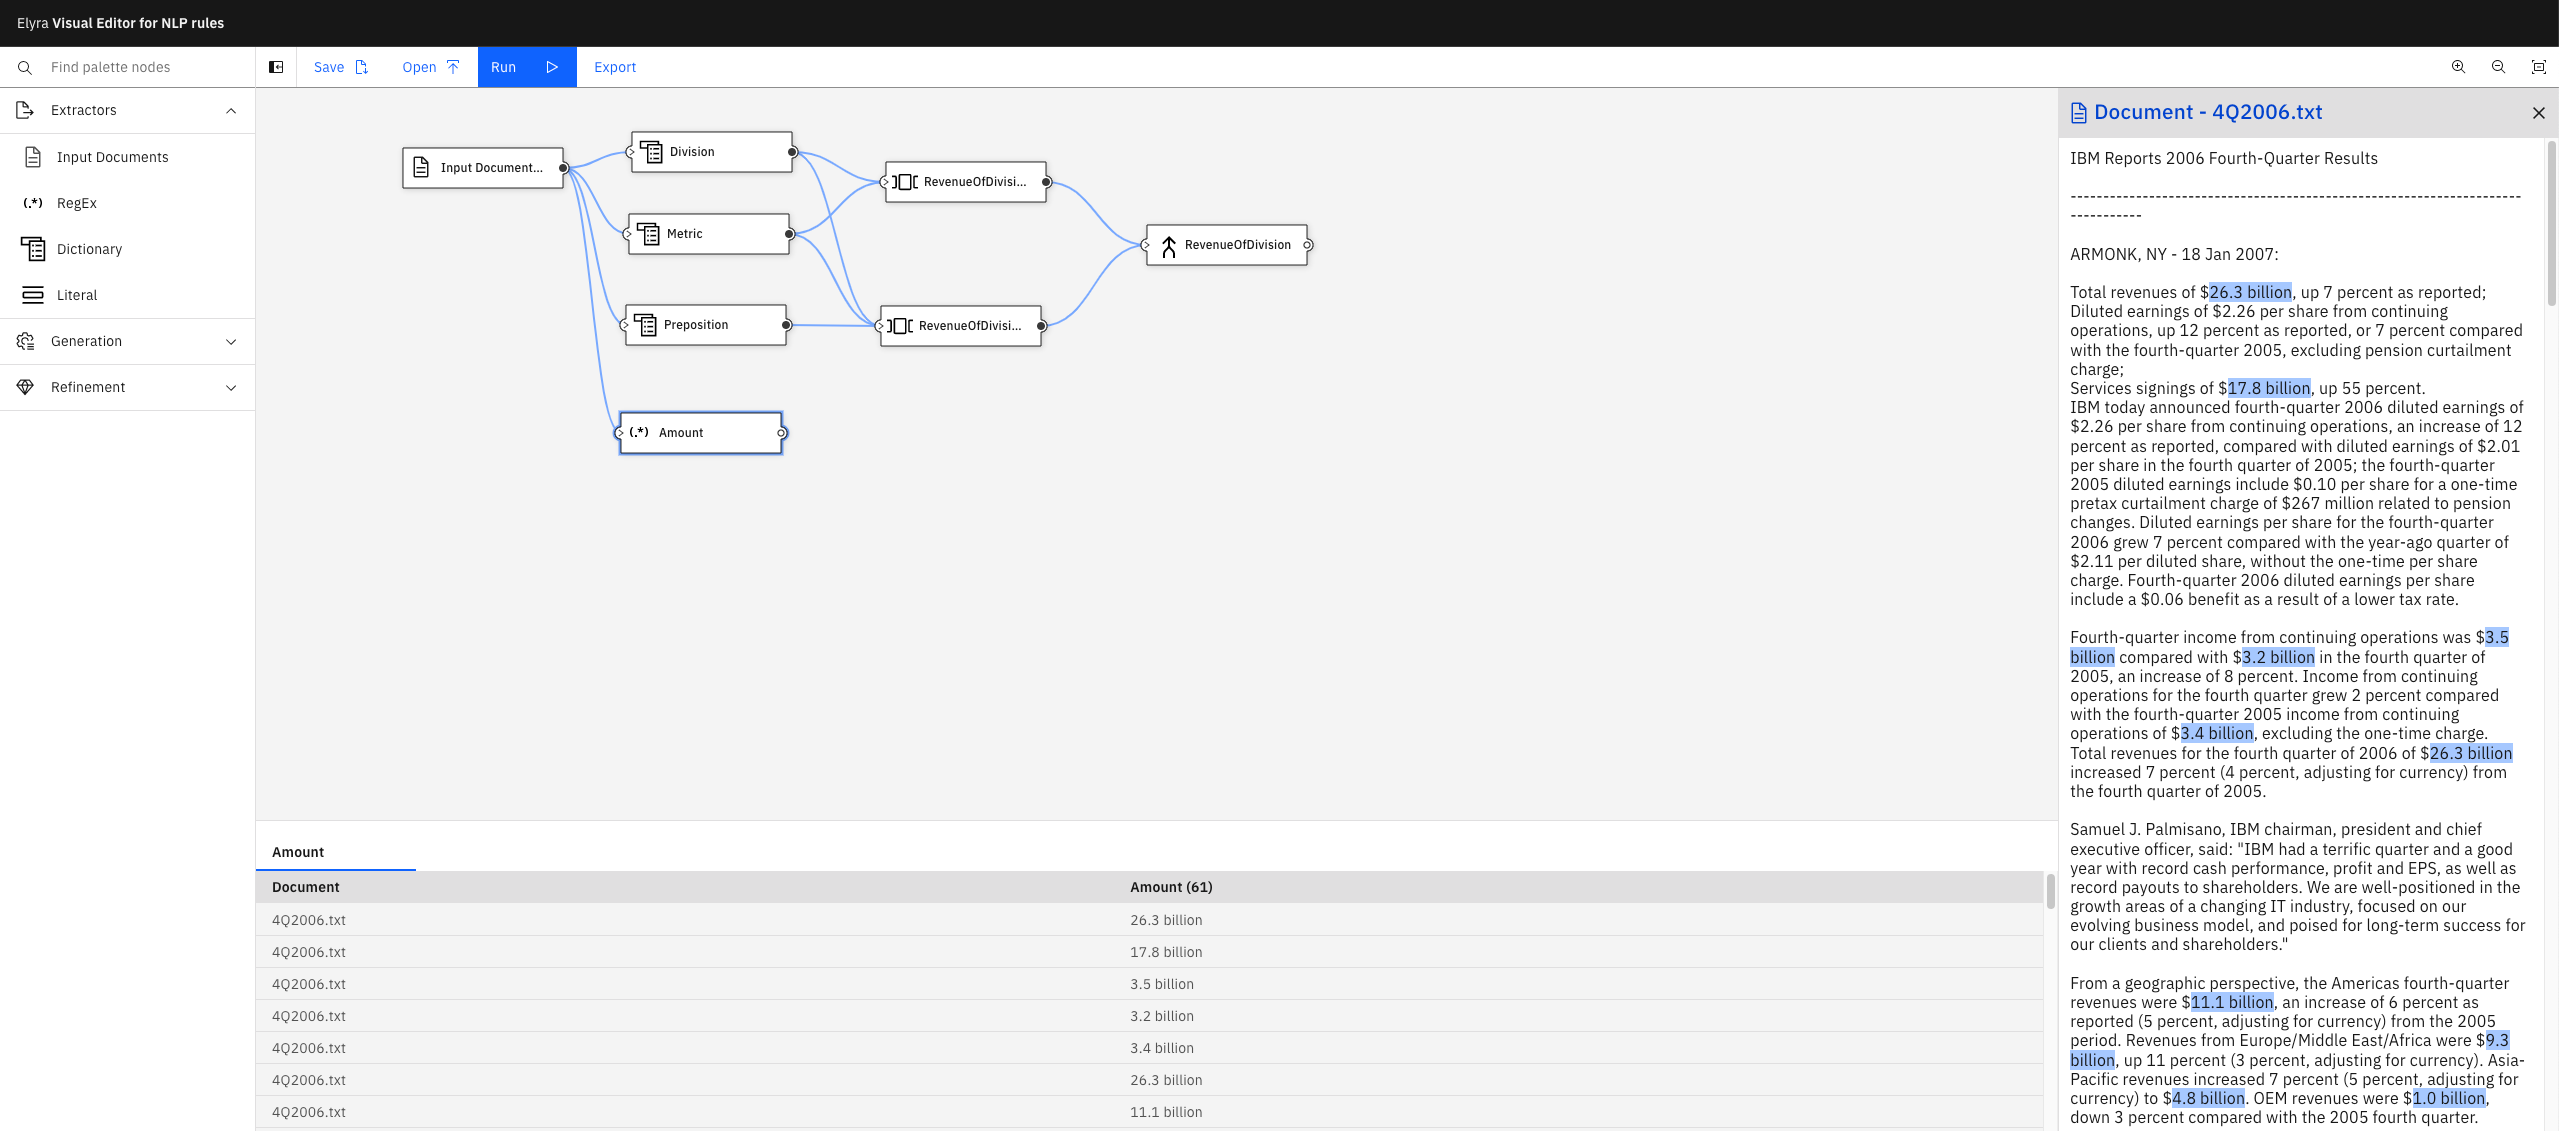 Elyra Visual Editor for NLP rules
Find palette nodes
Save
Open
Run
Export
Extractors
Input Documents
(.*) RegEx
Dictionary
Literal
Generation
Refinement
Input Document...
Division
Metric
Preposition
(.*) Amount
RevenueOfDivisi...
RevenueOfDivisi...
RevenueOfDivision
Amount
Document Amount (61)
4Q2006.txt 26.3 billion
4Q2006.txt 17.8 billion
4Q2006.txt 3.5 billion
4Q2006.txt 3.2 billion
4Q2006.txt 3.4 billion
4Q2006.txt 26.3 billion
4Q2006.txt 11.1 billion
Document - 4Q2006.txt
IBM Reports 2006 Fourth-Quarter Results
----------------------------------------------------------------------
-----------
ARMONK, NY - 18 Jan 2007:
Total revenues of $26.3 billion, up 7 percent as reported;
Diluted earnings of $2.26 per share from continuing
operations, up 12 percent as reported, or 7 percent compared
with the fourth-quarter 2005, excluding pension curtailment
charge;
Services signings of $17.8 billion, up 55 percent.
IBM today announced fourth-quarter 2006 diluted earnings of
$2.26 per share from continuing operations, an increase of 12
percent as reported, compared with diluted earnings of $2.01
per share in the fourth quarter of 2005; the fourth-quarter
2005 diluted earnings include $0.10 per share for a one-time
pretax curtailment charge of $267 million related to pension
changes. Diluted earnings per share for the fourth-quarter
2006 grew 7 percent compared with the year-ago quarter of
$2.11 per diluted share, without the one-time per share
charge. Fourth-quarter 2006 diluted earnings per share
include a $0.06 benefit as a result of a lower tax rate.
Fourth-quarter income from continuing operations was $3.5
billion compared with $3.2 billion in the fourth quarter of
2005, an increase of 8 percent. Income from continuing
operations for the fourth quarter grew 2 percent compared
with the fourth-quarter 2005 income from continuing
operations of $3.4 billion, excluding the one-time charge.
Total revenues for the fourth quarter of 2006 of $26.3 billion
increased 7 percent (4 percent, adjusting for currency) from
the fourth quarter of 2005.
Samuel J. Palmisano, IBM chairman, president and chief
executive officer, said: "IBM had a terrific quarter and a good
year with record cash performance, profit and EPS, as well as
record payouts to shareholders. We are well-positioned in the
growth areas of a changing IT industry, focused on our
evolving business model, and poised for long-term success for
our clients and shareholders."
From a geographic perspective, the Americas fourth-quarter
revenues were $11.1 billion, an increase of 6 percent as
reported (5 percent, adjusting for currency) from the 2005
period. Revenues from Europe/Middle East/Africa were $9.3
billion, up 11 percent (3 percent, adjusting for currency). Asia-
Pacific revenues increased 7 percent (5 percent, adjusting for
currency) to $4.8 billion. OEM revenues were $1.0 billion,
down 3 percent compared with the 2005 fourth quarter.